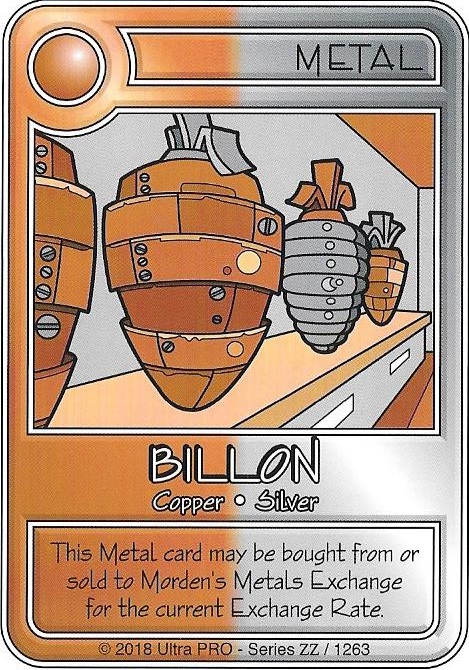 METAL
BILLON
Copper • Silver
This Metal card may be bought from or
sold to Morden's Metals Exchange
for the current Exchange Rate.
© 2018 Ultra PRO - Series ZZ / 1263